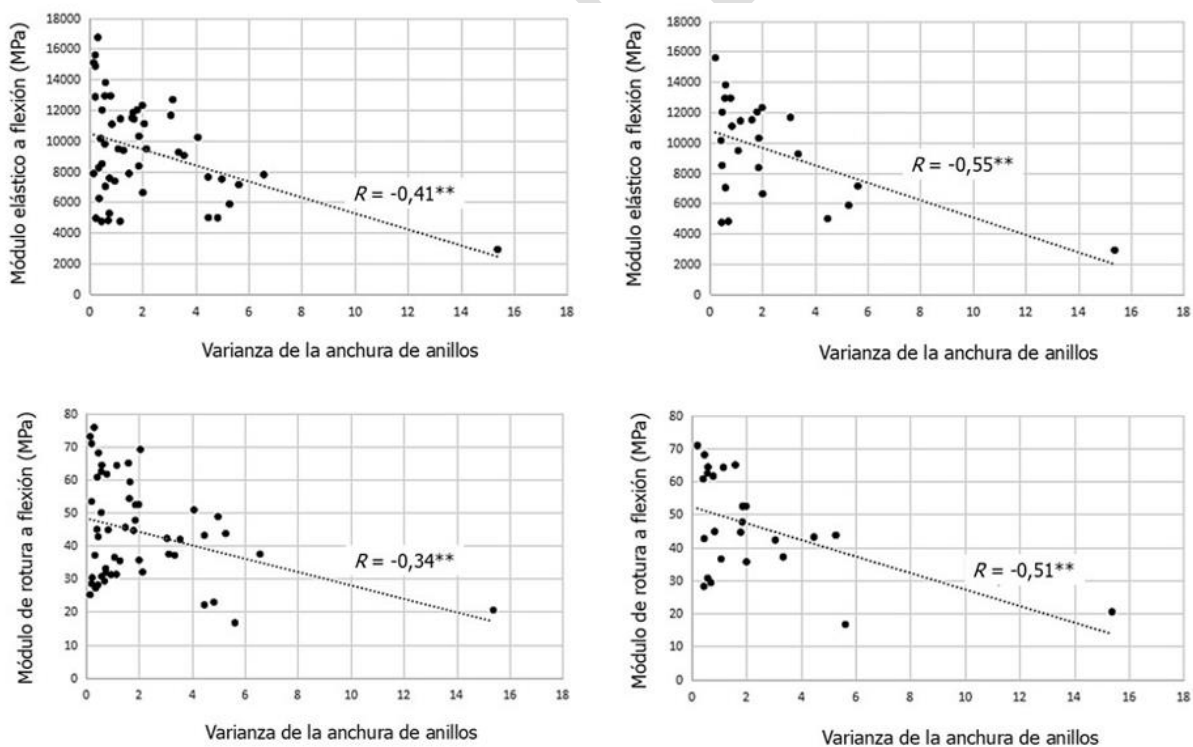 Módulo elástico a flexión (MPa)
18000
16000
14000
12000
10000
8000
6000
4000
2000
0
R = -0,41**
0 2 4 6 8 10 12 14 16 18
Varianza de la anchura de anillos
Módulo elástico a flexión (MPa)
18000
16000
14000
12000
10000
8000
6000
4000
2000
0
R = -0,55**
0 2 4 6 8 10 12 14 16 18
Varianza de la anchura de anillos
Módulo de rotura a flexión (MPa)
80
70
60
50
40
30
20
10
0
R = -0,34**
0 2 4 6 8 10 12 14 16 18
Varianza de la anchura de anillos
Módulo de rotura a flexión (MPa)
80
70
60
50
40
30
20
10
0
R = -0,51**
0 2 4 6 8 10 12 14 16 18
Varianza de la anchura de anillos